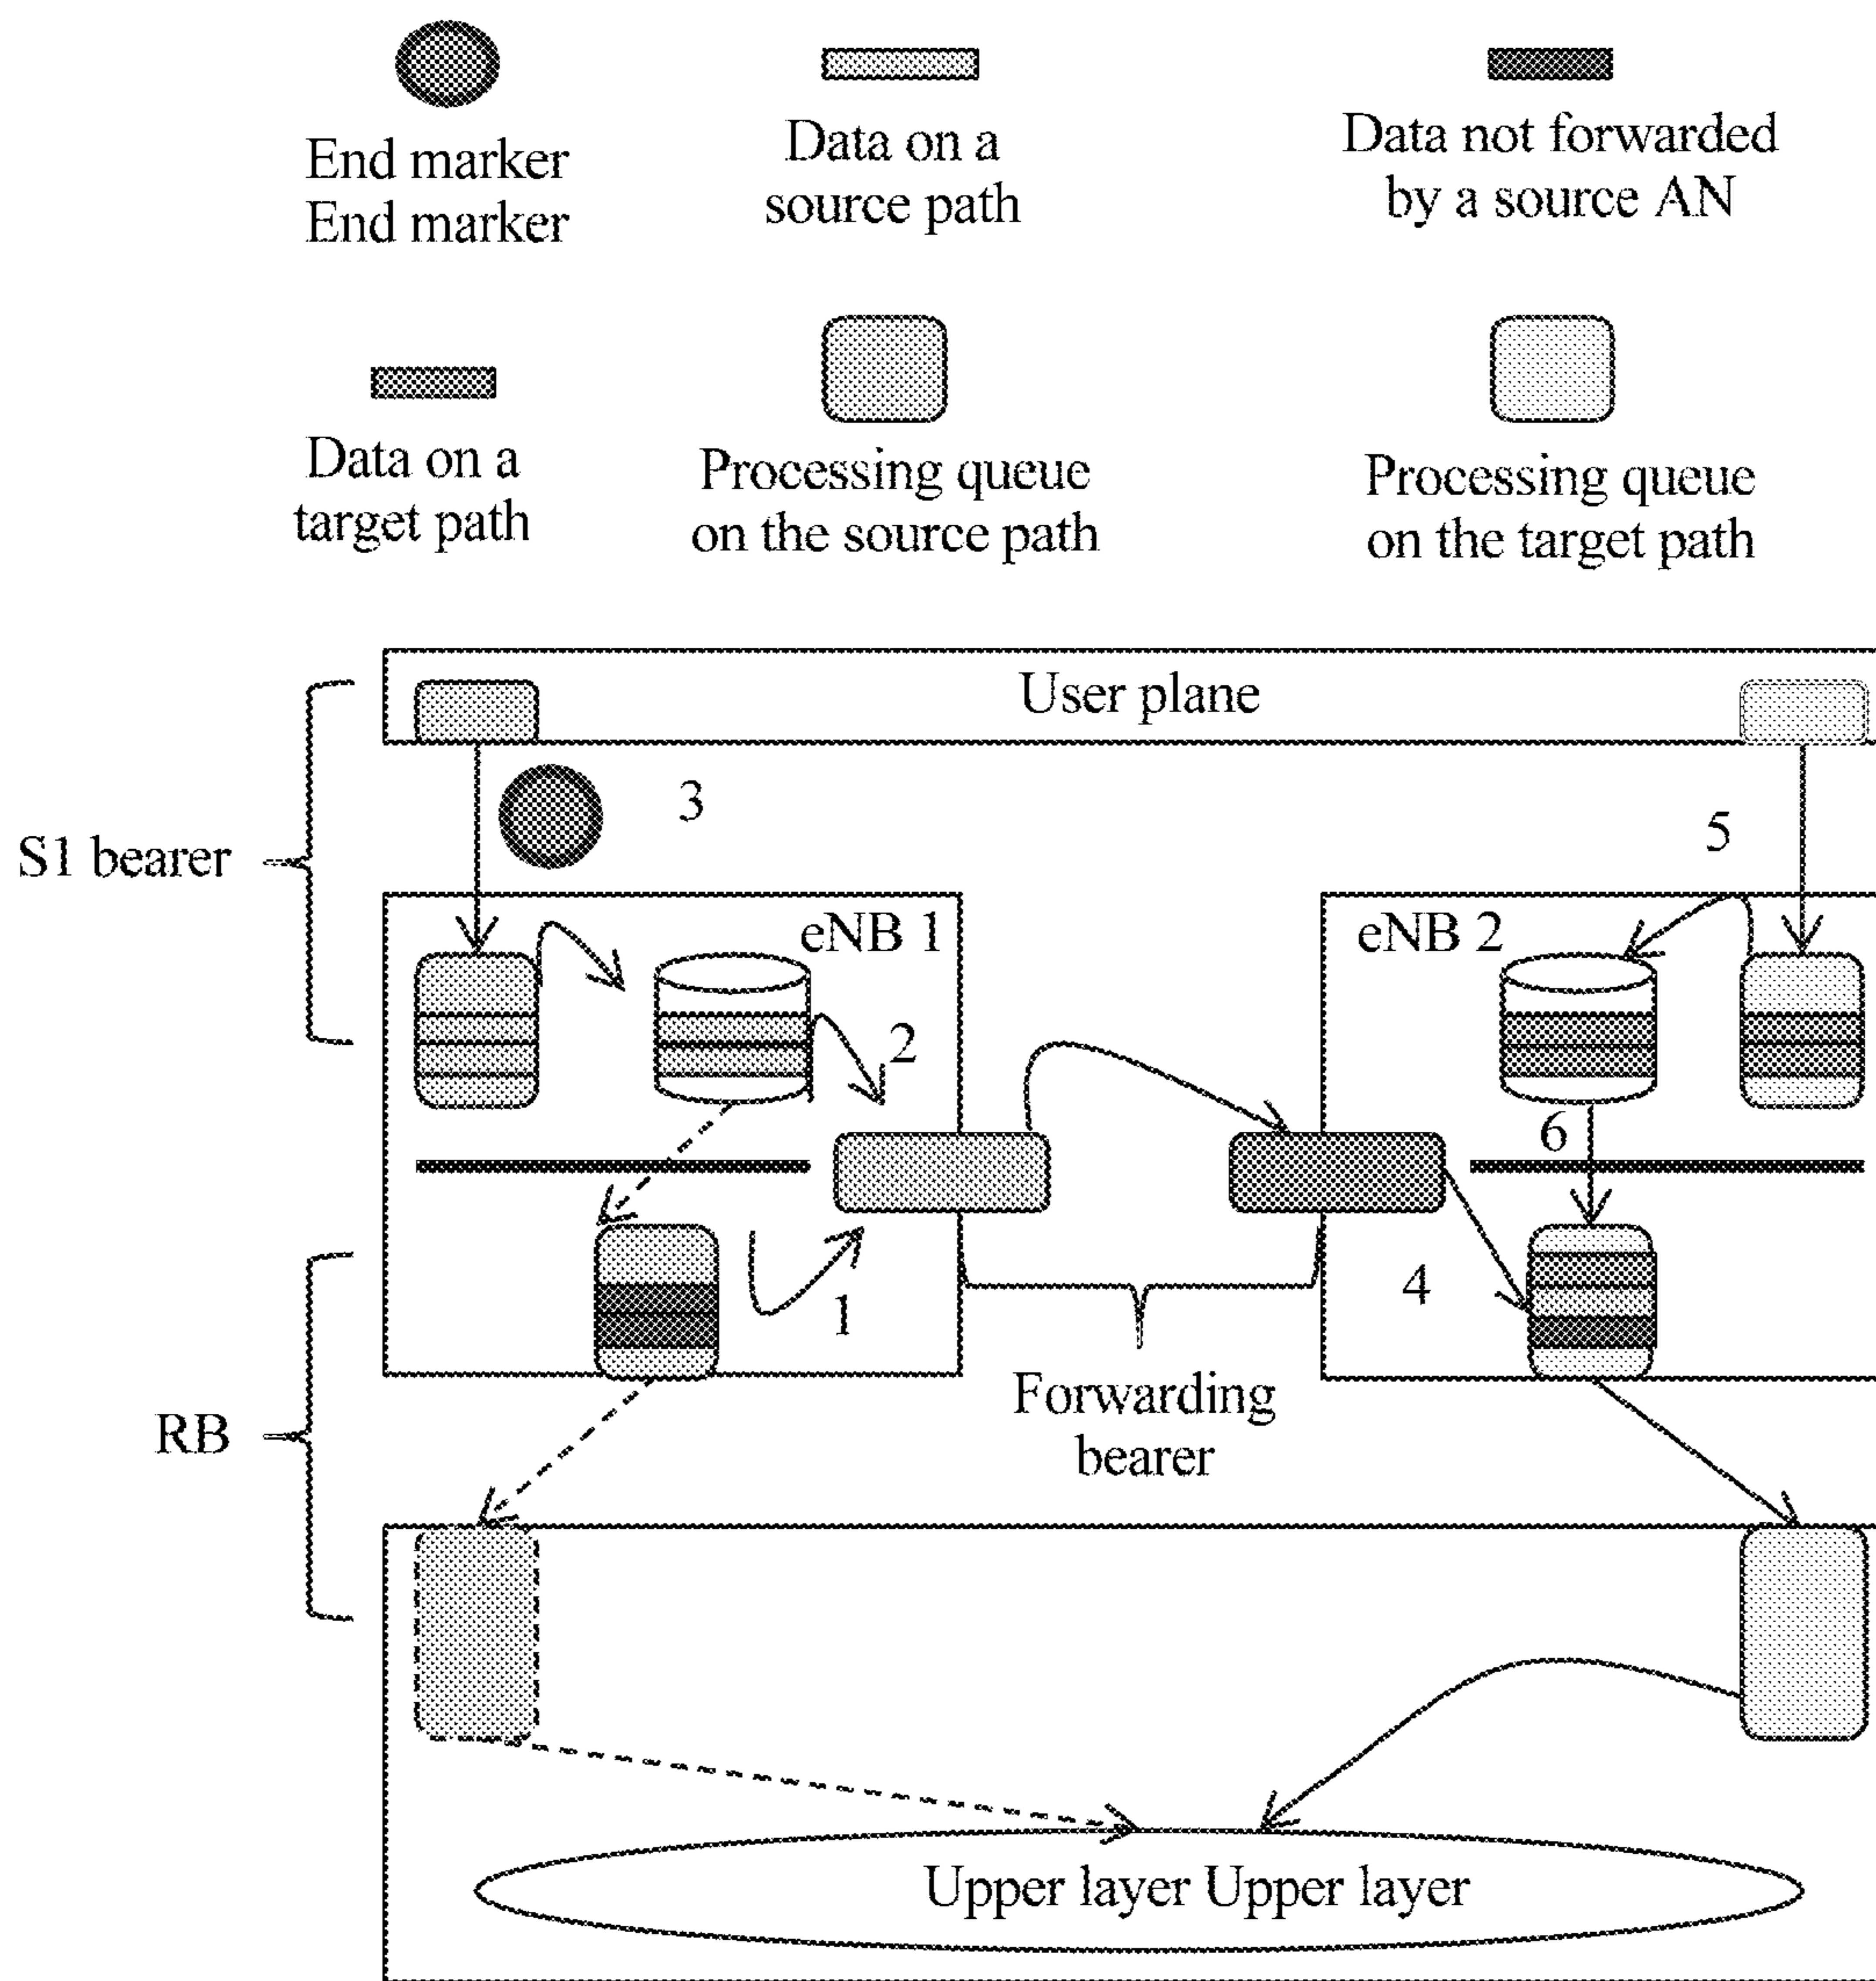 End marker
End marker
Data on a
source path
Data not forwarded
by a source AN
Data on a
target path
Processing queue
on the source path
Processing queue
on the target path
User plane
3
5
S1 bearer
eNB 1
eNB 2
2
6
4
1
Forwarding
bearer
RB
Upper layer Upper layer